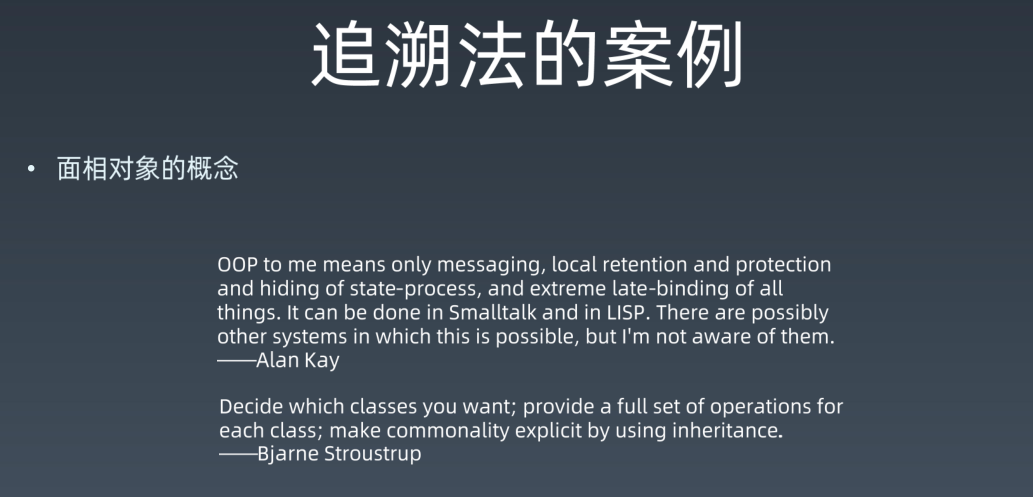 追溯法的案例
• 面相对象的概念
OOP to me means only messaging, local retention and protection
and hiding of state-process, and extreme late-binding of all
things. It can be done in Smalltalk and in LISP. There are possibly
other systems in which this is possible, but I'm not aware of them.
——Alan Kay
Decide which classes you want; provide a full set of operations for
each class; make commonality explicit by using inheritance.
——Bjarne Stroustrup